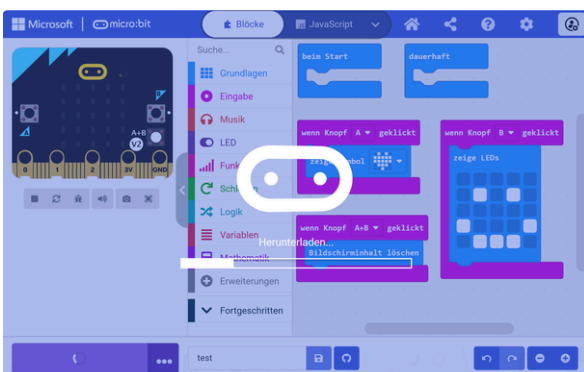 Microsoft
micro:bit
Blöcke
JavaScript
Suche...
Grundlagen
Eingabe
Musik
LED
Funk
Schleifen
Logik
Variablen
Mathematik
Erweiterungen
Fortgeschritten
A+B
V2
0 1 2 3V GND
beim Start
dauerhaft
wenn Knopf A geklickt
wenn Knopf B geklickt
zeige LEDs
wenn Knopf A+B geklickt
Bildschirminhalt löschen
Herunterladen...
test